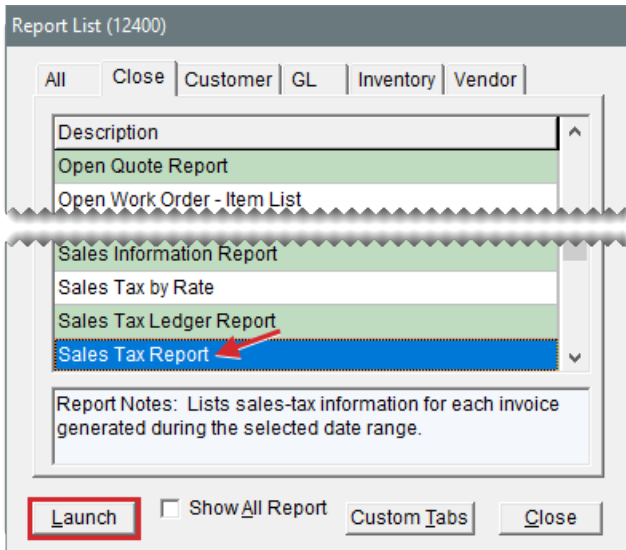 Report List (12400)
All Close Customer GL Inventory Vendor
Description
Open Quote Report
Open Work Order - Item List
Sales Information Report
Sales Tax by Rate
Sales Tax Ledger Report
Sales Tax Report
Report Notes: Lists sales-tax information for each invoice
generated during the selected date range.
Launch Show All Report Custom Tabs Close